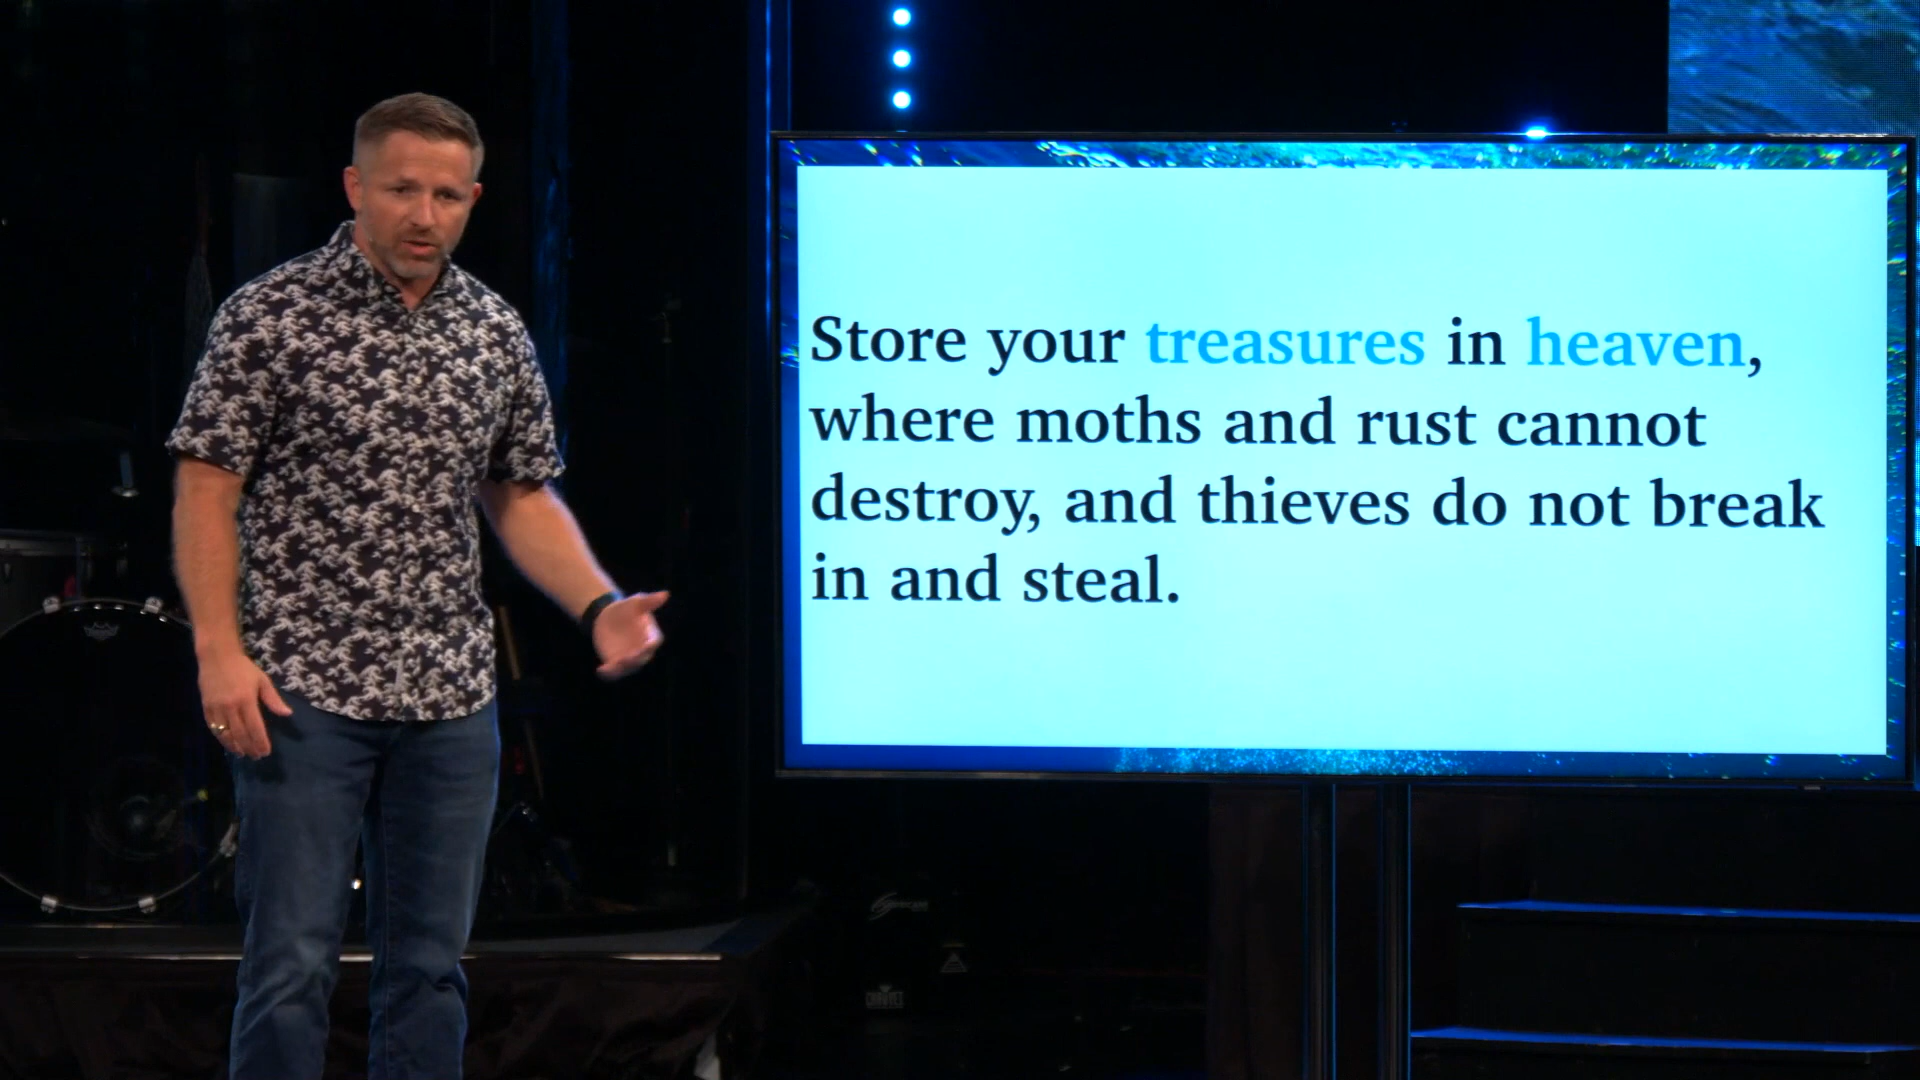 Store your treasures in heaven,
where moths and rust cannot
destroy, and thieves do not break
in and steal.
CHAUVET